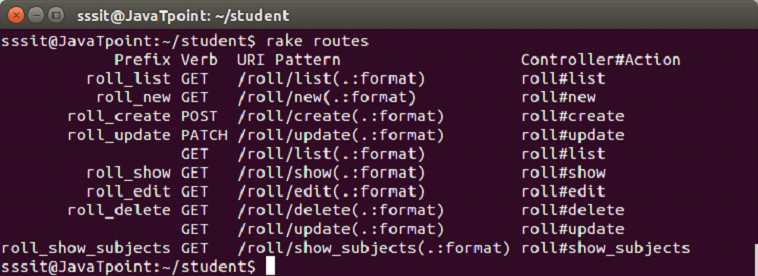 sssit@JavaTpoint: ~/student
sssit@JavaTpoint:~/student$ rake routes
Prefix Verb URI Pattern Controller#Action
roll_list GET /roll/list(.:format) roll#list
roll_new GET /roll/new(.:format) roll#new
roll_create POST /roll/create(.:format) roll#create
roll_update PATCH /roll/update(.:format) roll#update
GET /roll/list(.:format) roll#list
roll_show GET /roll/show(.:format) roll#show
roll_edit GET /roll/edit(.:format) roll#edit
roll_delete GET /roll/delete(.:format) roll#delete
GET /roll/update(.:format) roll#update
roll_show_subjects GET /roll/show_subjects(.:format) roll#show_subjects
sssit@JavaTpoint:~/student$